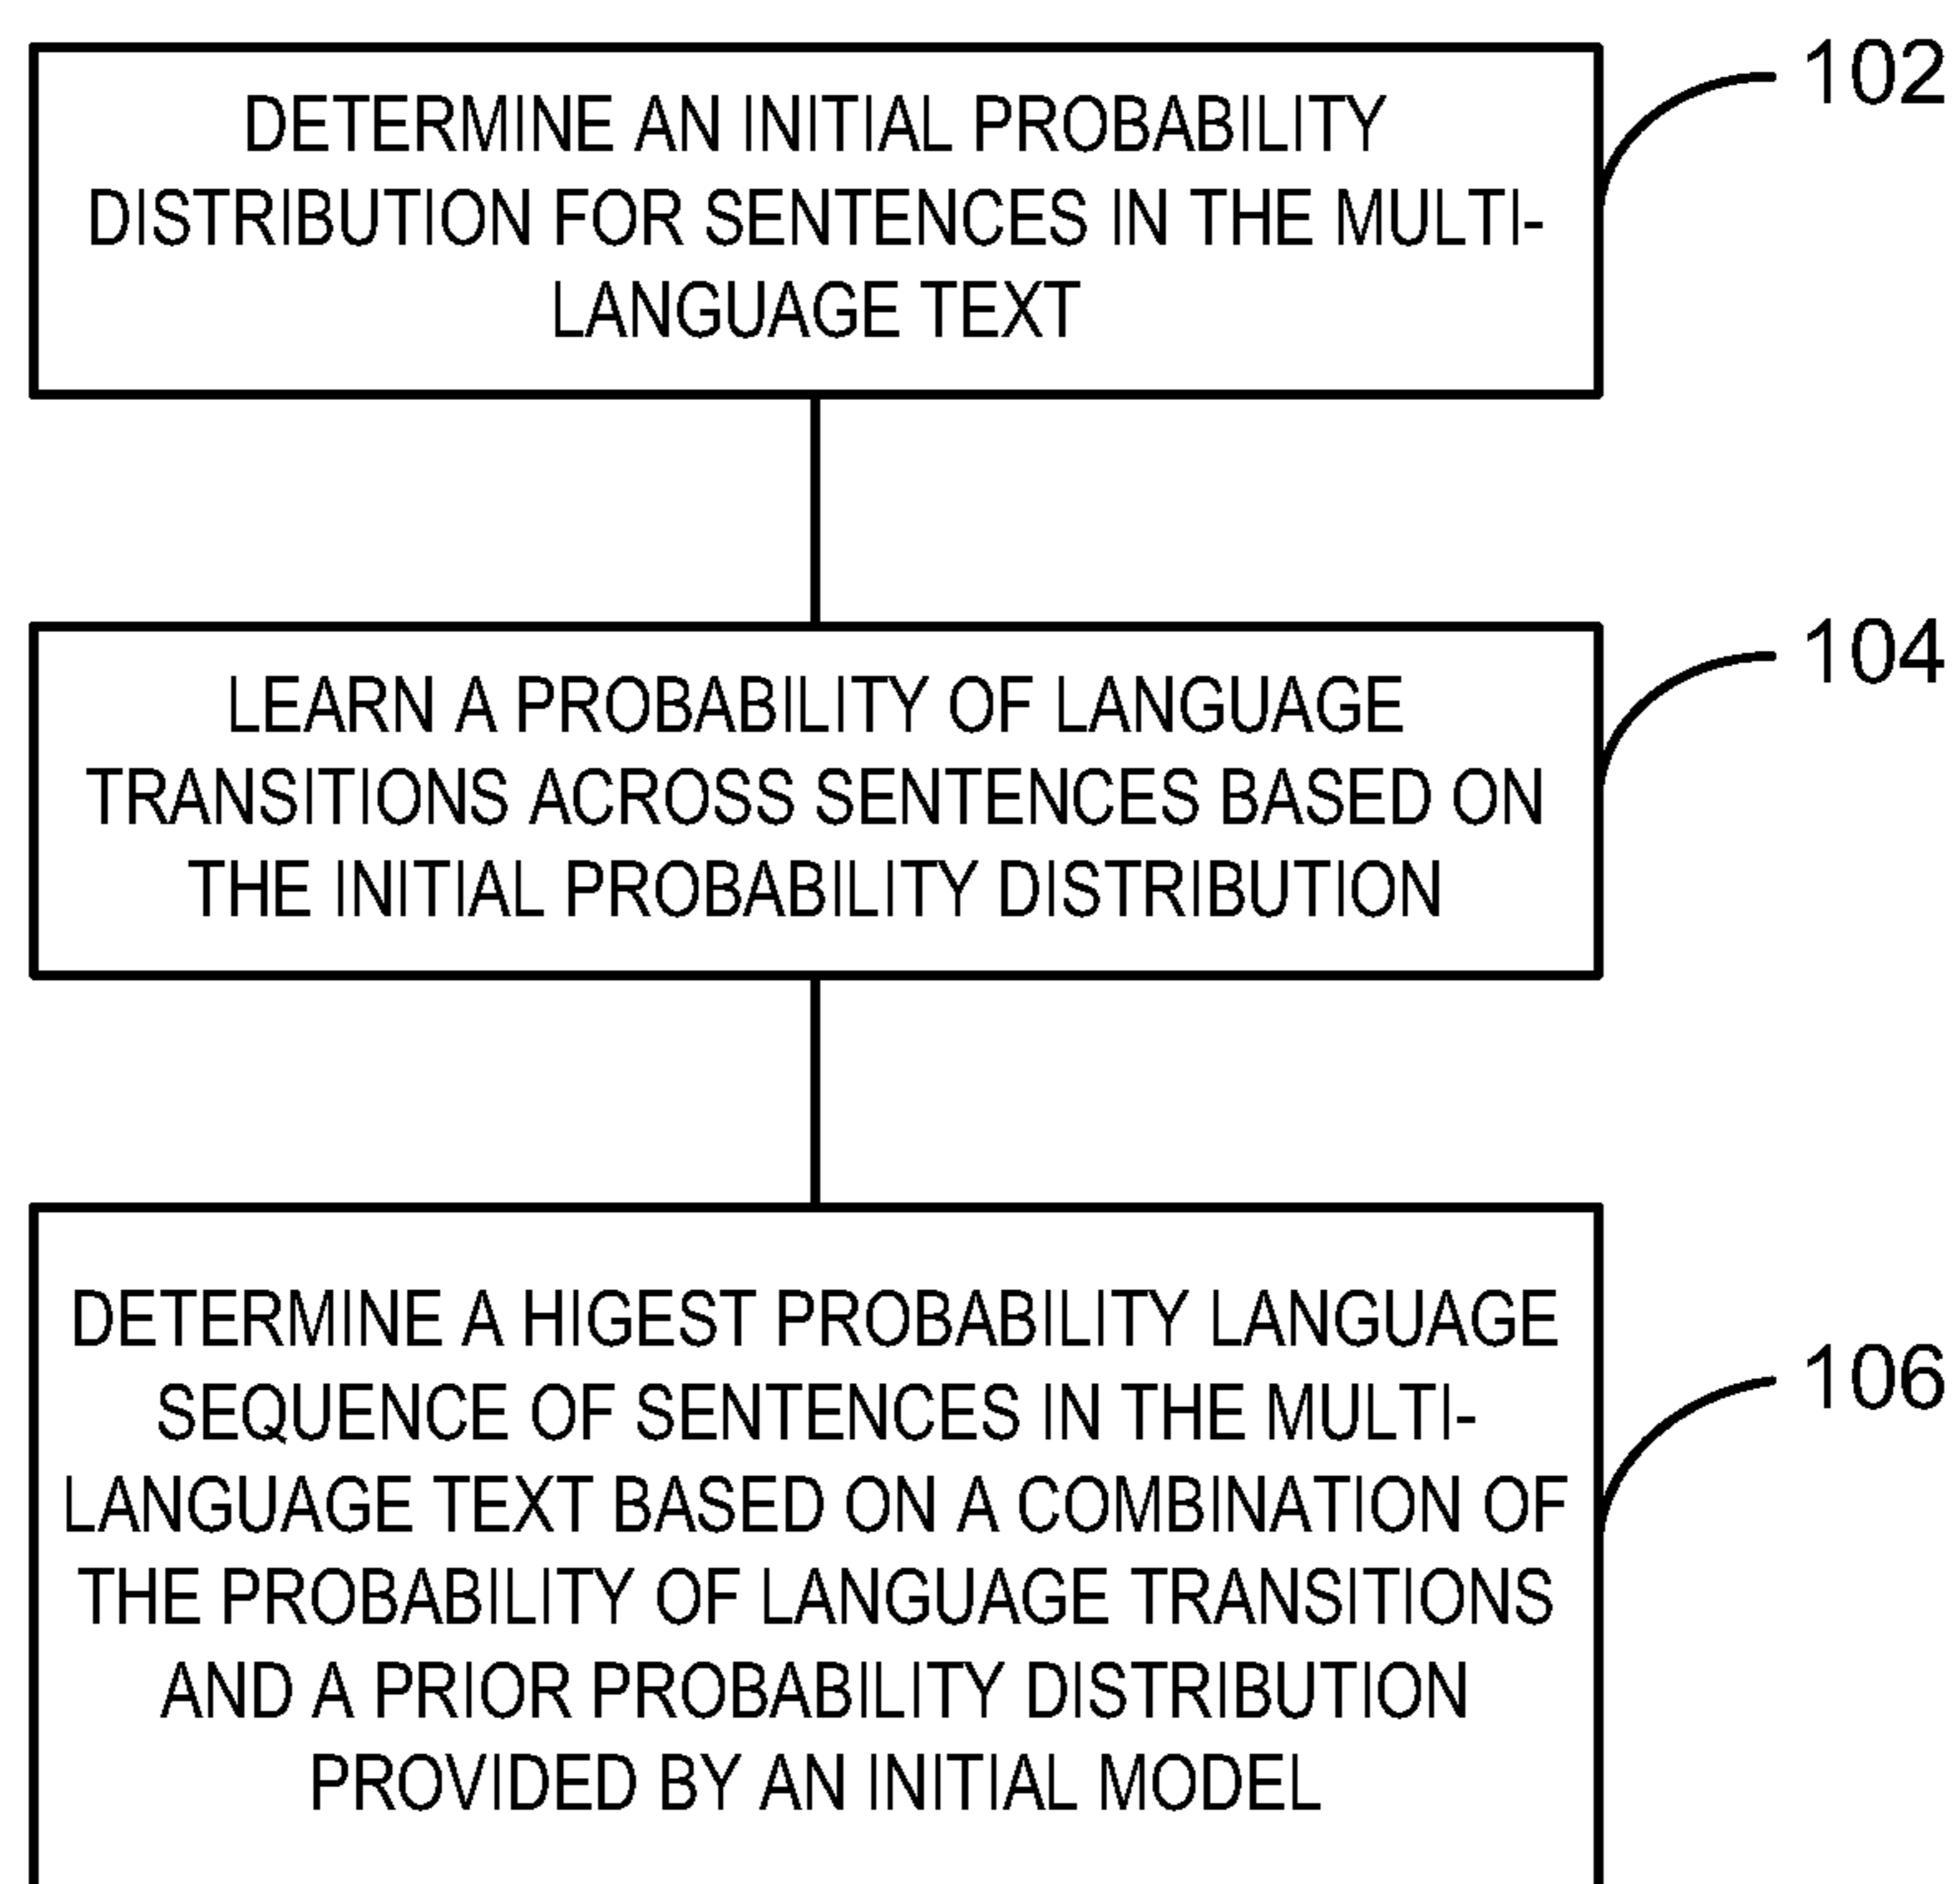 102
DETERMINE AN INITIAL PROBABILITY
DISTRIBUTION FOR SENTENCES IN THE MULTI-
LANGUAGE TEXT
104
LEARN A PROBABILITY OF LANGUAGE
TRANSITIONS ACROSS SENTENCES BASED ON
THE INITIAL PROBABILITY DISTRIBUTION
106
DETERMINE A HIGEST PROBABILITY LANGUAGE
SEQUENCE OF SENTENCES IN THE MULTI-
LANGUAGE TEXT BASED ON A COMBINATION OF
THE PROBABILITY OF LANGUAGE TRANSITIONS
AND A PRIOR PROBABILITY DISTRIBUTION
PROVIDED BY AN INITIAL MODEL